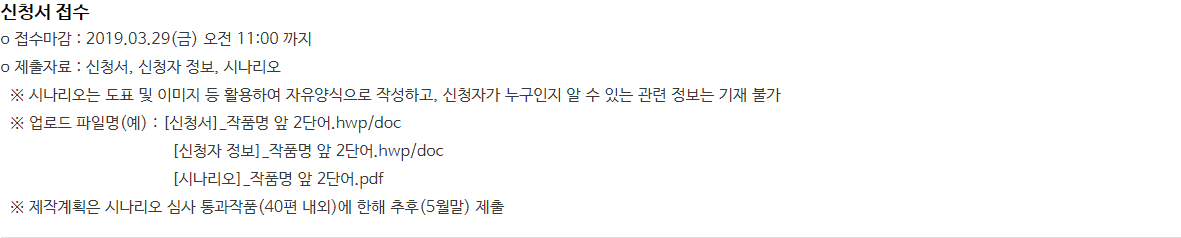 신청서 접수
o 접수마감 : 2019.03.29(금) 오전 11:00 까지
o 제출자료 : 신청서, 신청자 정보, 시나리오
※ 시나리오는 도표 및 이미지 등 활용하여 자유양식으로 작성하고, 신청자가 누구인지 알 수 있는 관련 정보는 기재 불가
※ 업로드 파일명(예) : [신청서]_작품명 앞 2단어.hwp/doc
[신청자 정보]_작품명 앞 2단어.hwp/doc
[시나리오]_작품명 앞 2단어.pdf
※ 제작계획은 시나리오 심사 통과작품(40편 내외)에 한해 추후(5월말) 제출